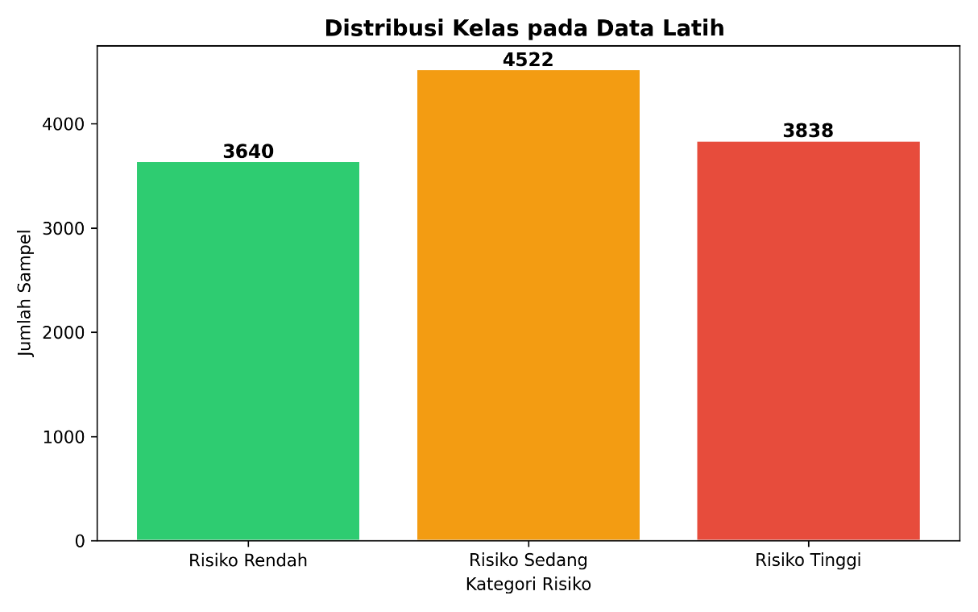 Distribusi Kelas pada Data Latih
4522
3838
3640
4000
3000
2000
1000
0
Jumlah Sampel
Risiko Rendah
Risiko Sedang
Risiko Tinggi
Kategori Risiko